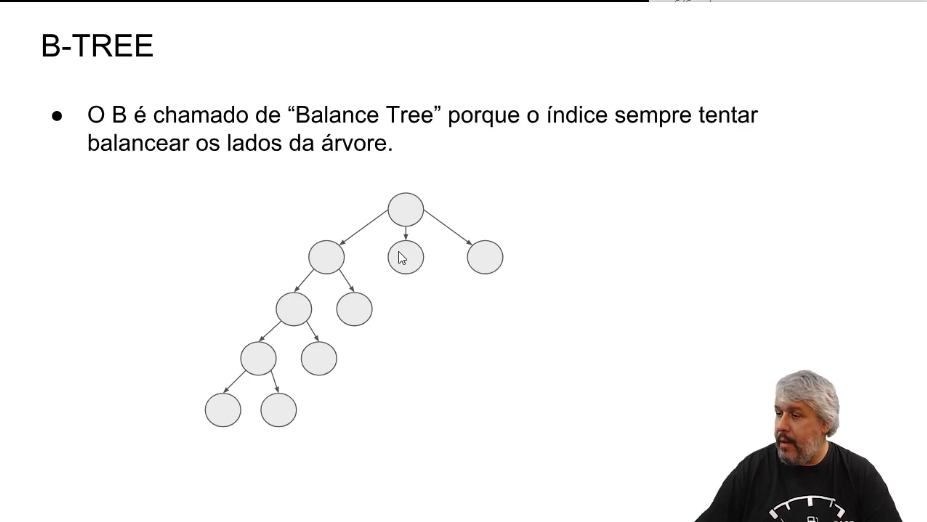 B-TREE
● O B é chamado de “Balance Tree” porque o índice sempre tentar
balancear os lados da árvore.